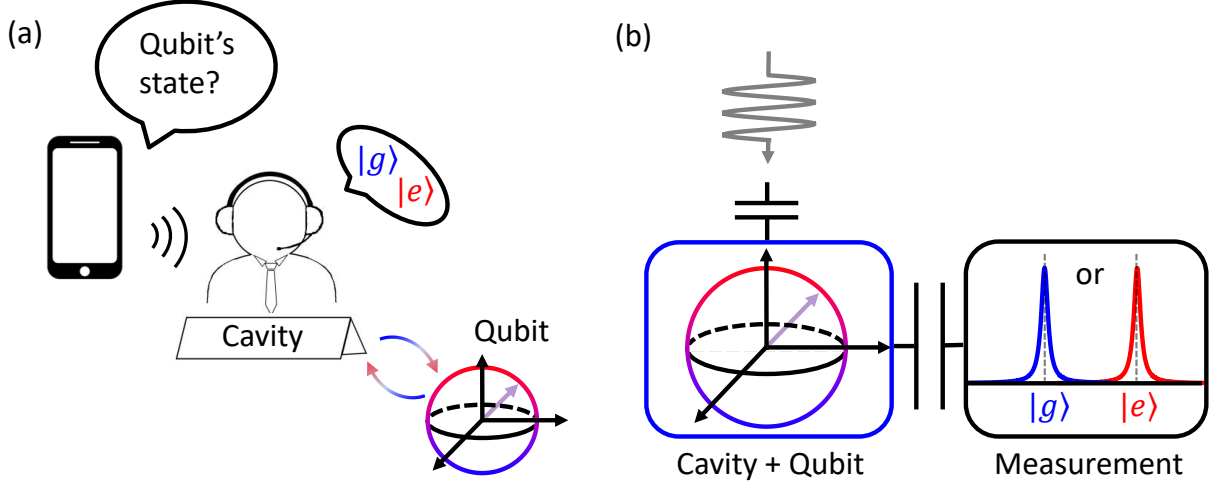 (a)
Qubit's
state?
|g⟩
|e⟩
Cavity
Qubit
(b)
or
|g⟩ |e⟩
Cavity + Qubit
Measurement